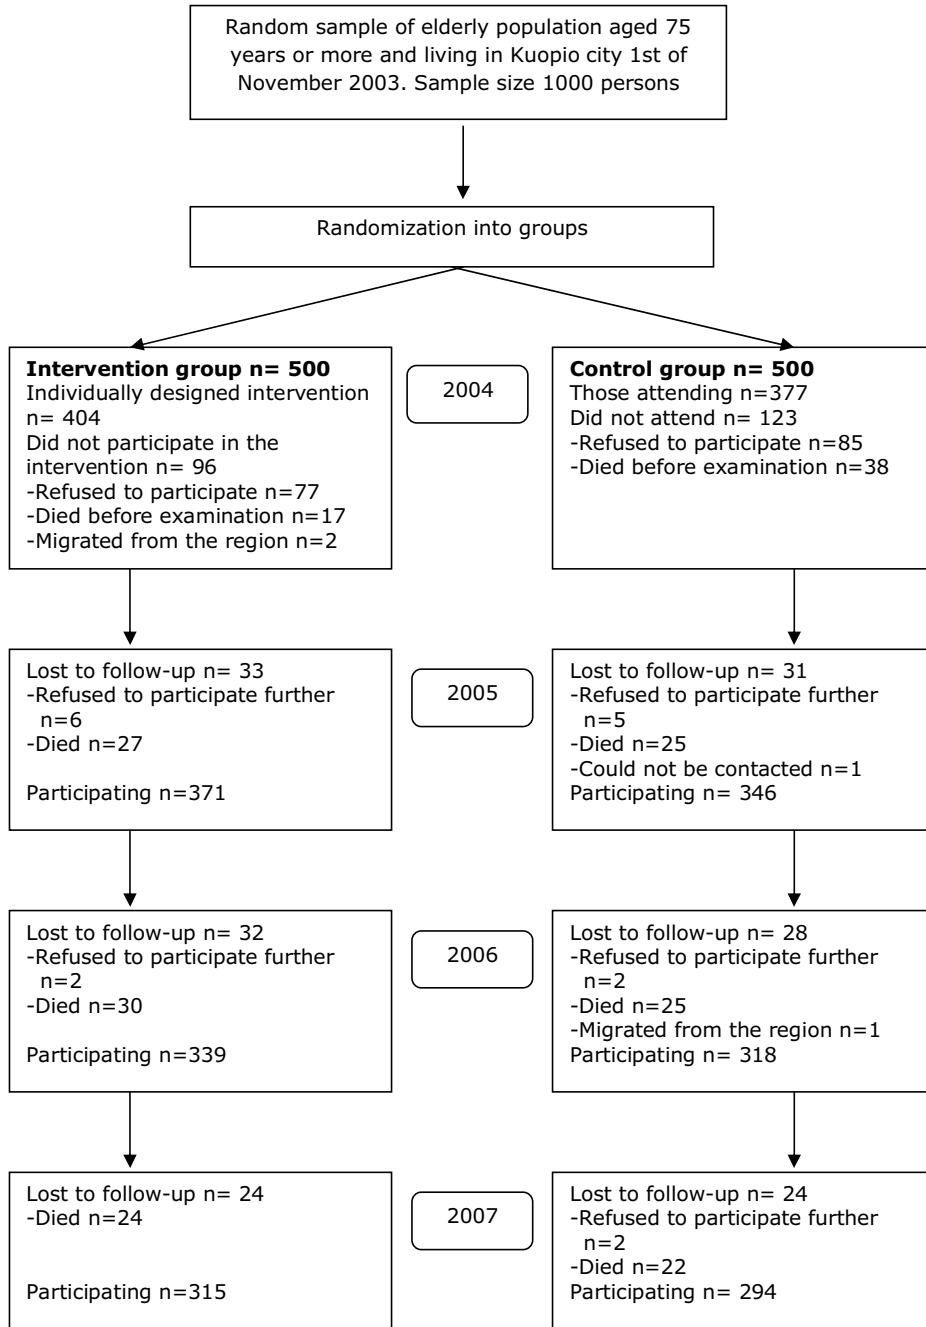 Random sample of elderly population aged 75
years or more and living in Kuopio city 1st of
November 2003. Sample size 1000 persons
Randomization into groups
Intervention group n= 500
Individually designed intervention
n= 404
Did not participate in the
intervention n= 96
-Refused to participate n=77
-Died before examination n=17
-Migrated from the region n=2
2004
Control group n= 500
Those attending n=377
Did not attend n= 123
-Refused to participate n=85
-Died before examination n=38
Lost to follow-up n= 33
-Refused to participate further
n=6
-Died n=27
Participating n=371
2005
Lost to follow-up n= 31
-Refused to participate further
n=5
-Died n=25
-Could not be contacted n=1
Participating n= 346
Lost to follow-up n= 32
-Refused to participate further
n=2
-Died n=30
Participating n=339
2006
Lost to follow-up n= 28
-Refused to participate further
n=2
-Died n=25
-Migrated from the region n=1
Participating n= 318
Lost to follow-up n= 24
-Died n=24
Participating n=315
2007
Lost to follow-up n= 24
-Refused to participate further
n=2
-Died n=22
Participating n= 294